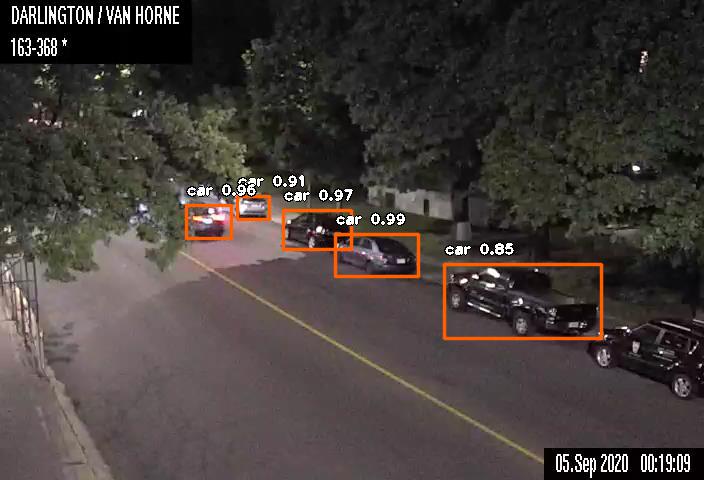 DARLINGTON / VAN HORNE
163-368 *
car 0.91
car 0.96
car 0.97
car 0.99
car 0.85
05.Sep 2020 00:19:09